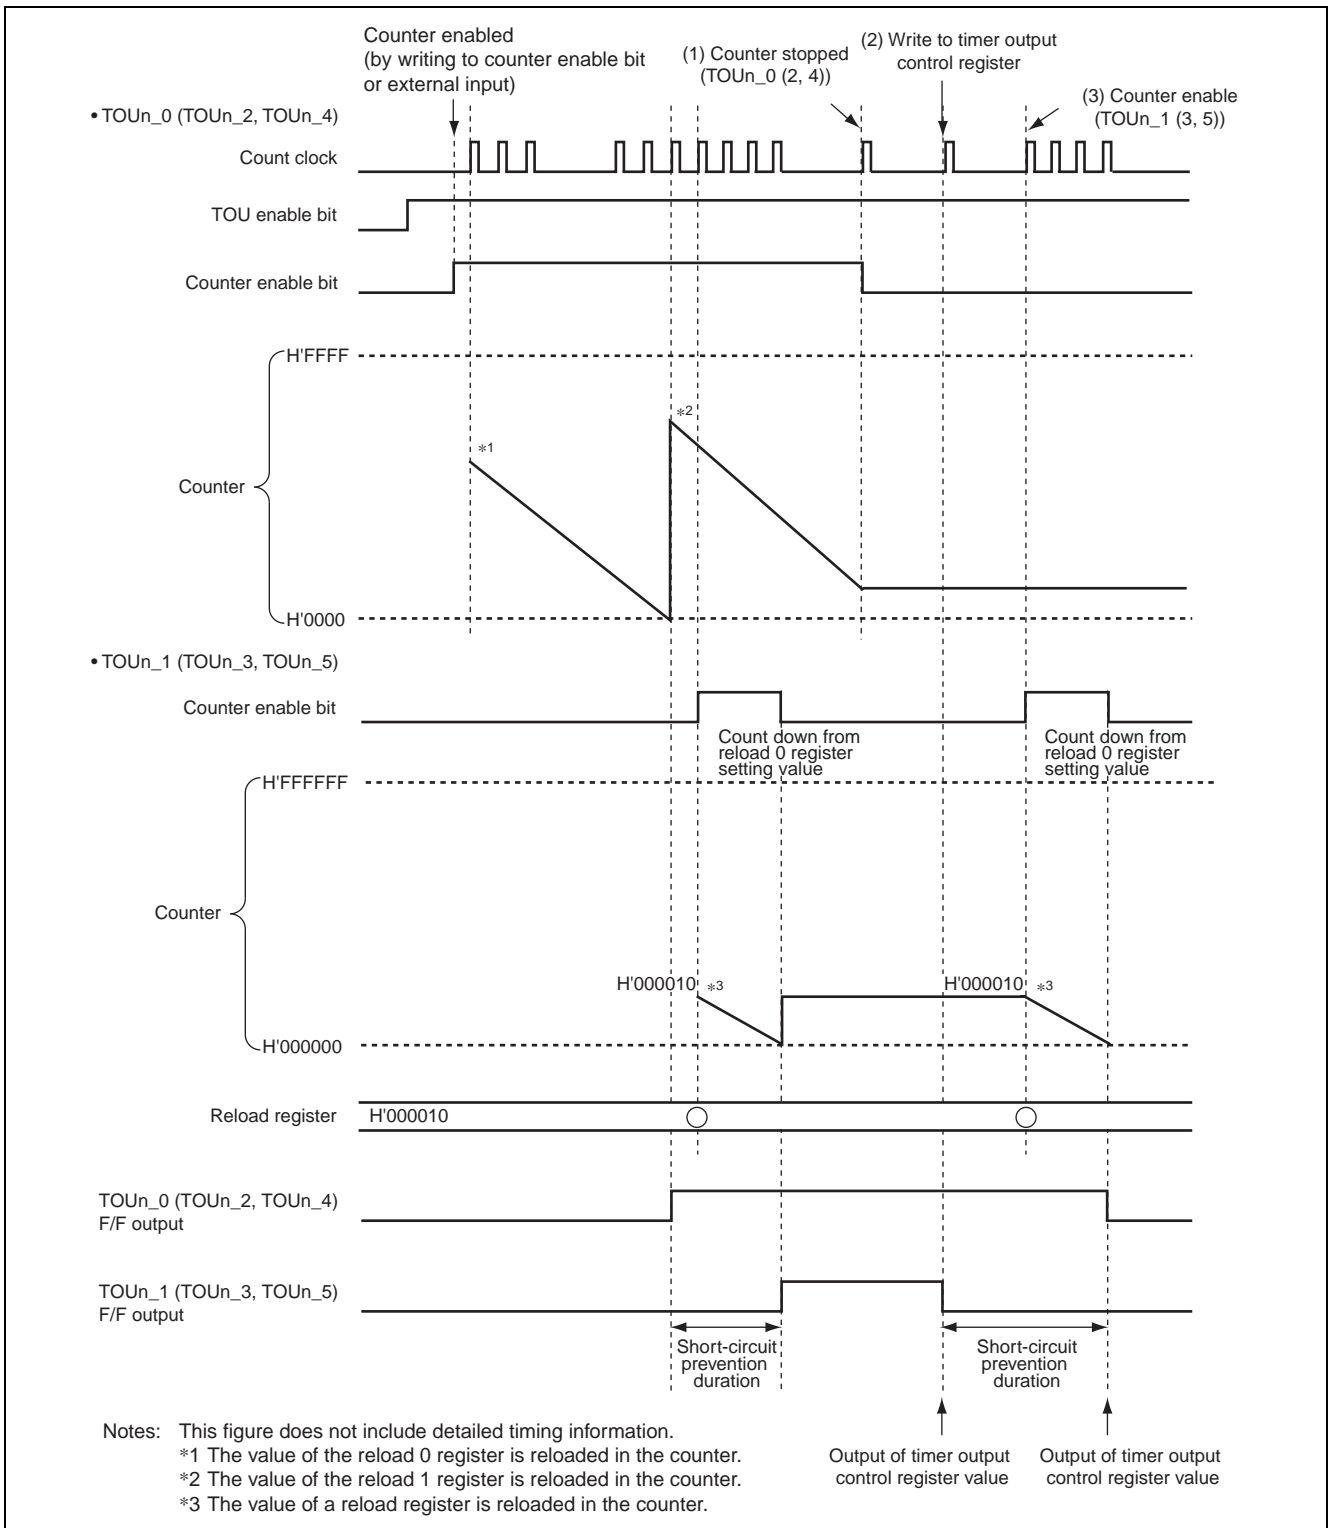 Counter enabled
(by writing to counter enable bit
or external input)
(1) Counter stopped
(TOUn_0 (2, 4))
(2) Write to timer output
control register
(3) Counter enable
(TOUn_1 (3, 5))
• TOUn_0 (TOUn_2, TOUn_4)
Count clock
TOU enable bit
Counter enable bit
H'FFFF
*2
*1
Counter
H'0000
• TOUn_1 (TOUn_3, TOUn_5)
Counter enable bit
Count down from
reload 0 register
setting value
Count down from
reload 0 register
setting value
H'FFFFFF
Counter
H'000010 *3
H'000010 *3
H'000000
Reload register H'000010
TOUn_0 (TOUn_2, TOUn_4)
F/F output
TOUn_1 (TOUn_3, TOUn_5)
F/F output
Short-circuit
prevention
duration
Short-circuit
prevention
duration
Output of timer output
control register value
Output of timer output
control register value
Notes: This figure does not include detailed timing information.
*1 The value of the reload 0 register is reloaded in the counter.
*2 The value of the reload 1 register is reloaded in the counter.
*3 The value of a reload register is reloaded in the counter.